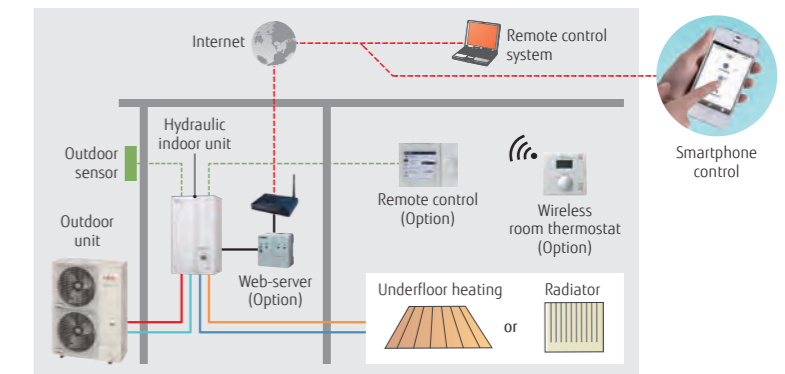 Internet
Remote control
system
Smartphone
control
Hydraulic
indoor unit
Outdoor
sensor
Remote control
(Option)
Wireless
room thermostat
(Option)
Outdoor
unit
Web-server
(Option)
Underfloor heating
or
Radiator